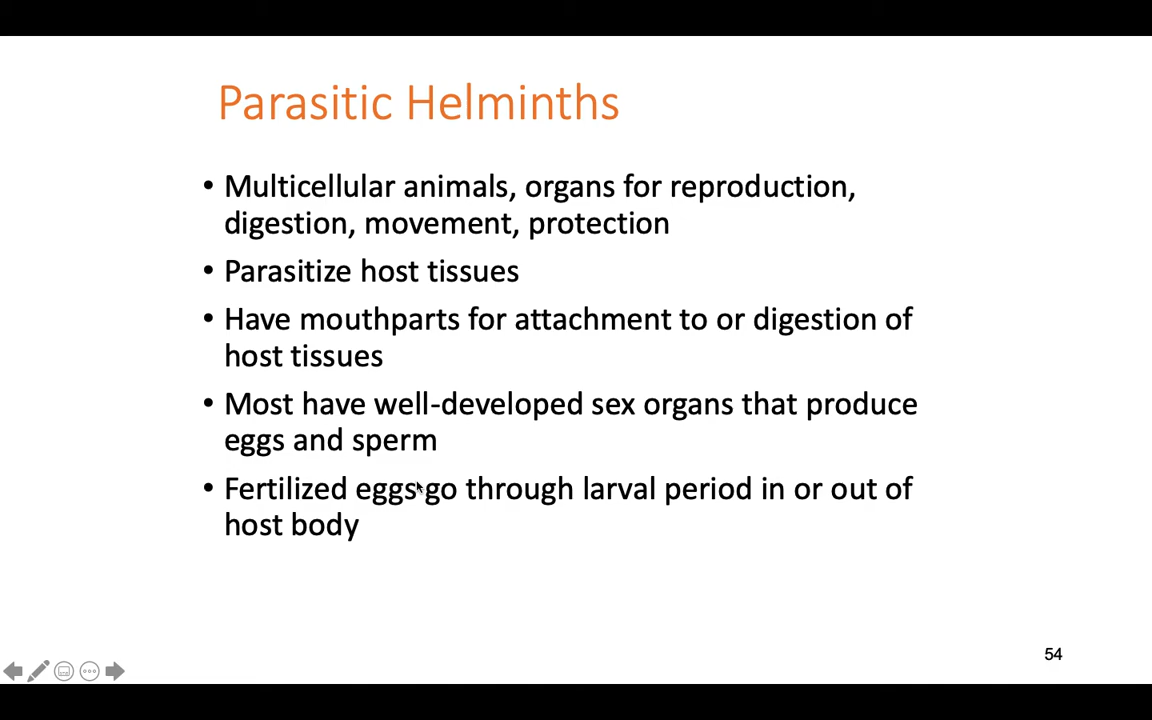 Parasitic Helminths
• Multicellular animals, organs for reproduction,
digestion, movement, protection
• Parasitize host tissues
• Have mouthparts for attachment to or digestion of
host tissues
• Most have well-developed sex organs that produce
eggs and sperm
• Fertilized eggs go through larval period in or out of
host body
54